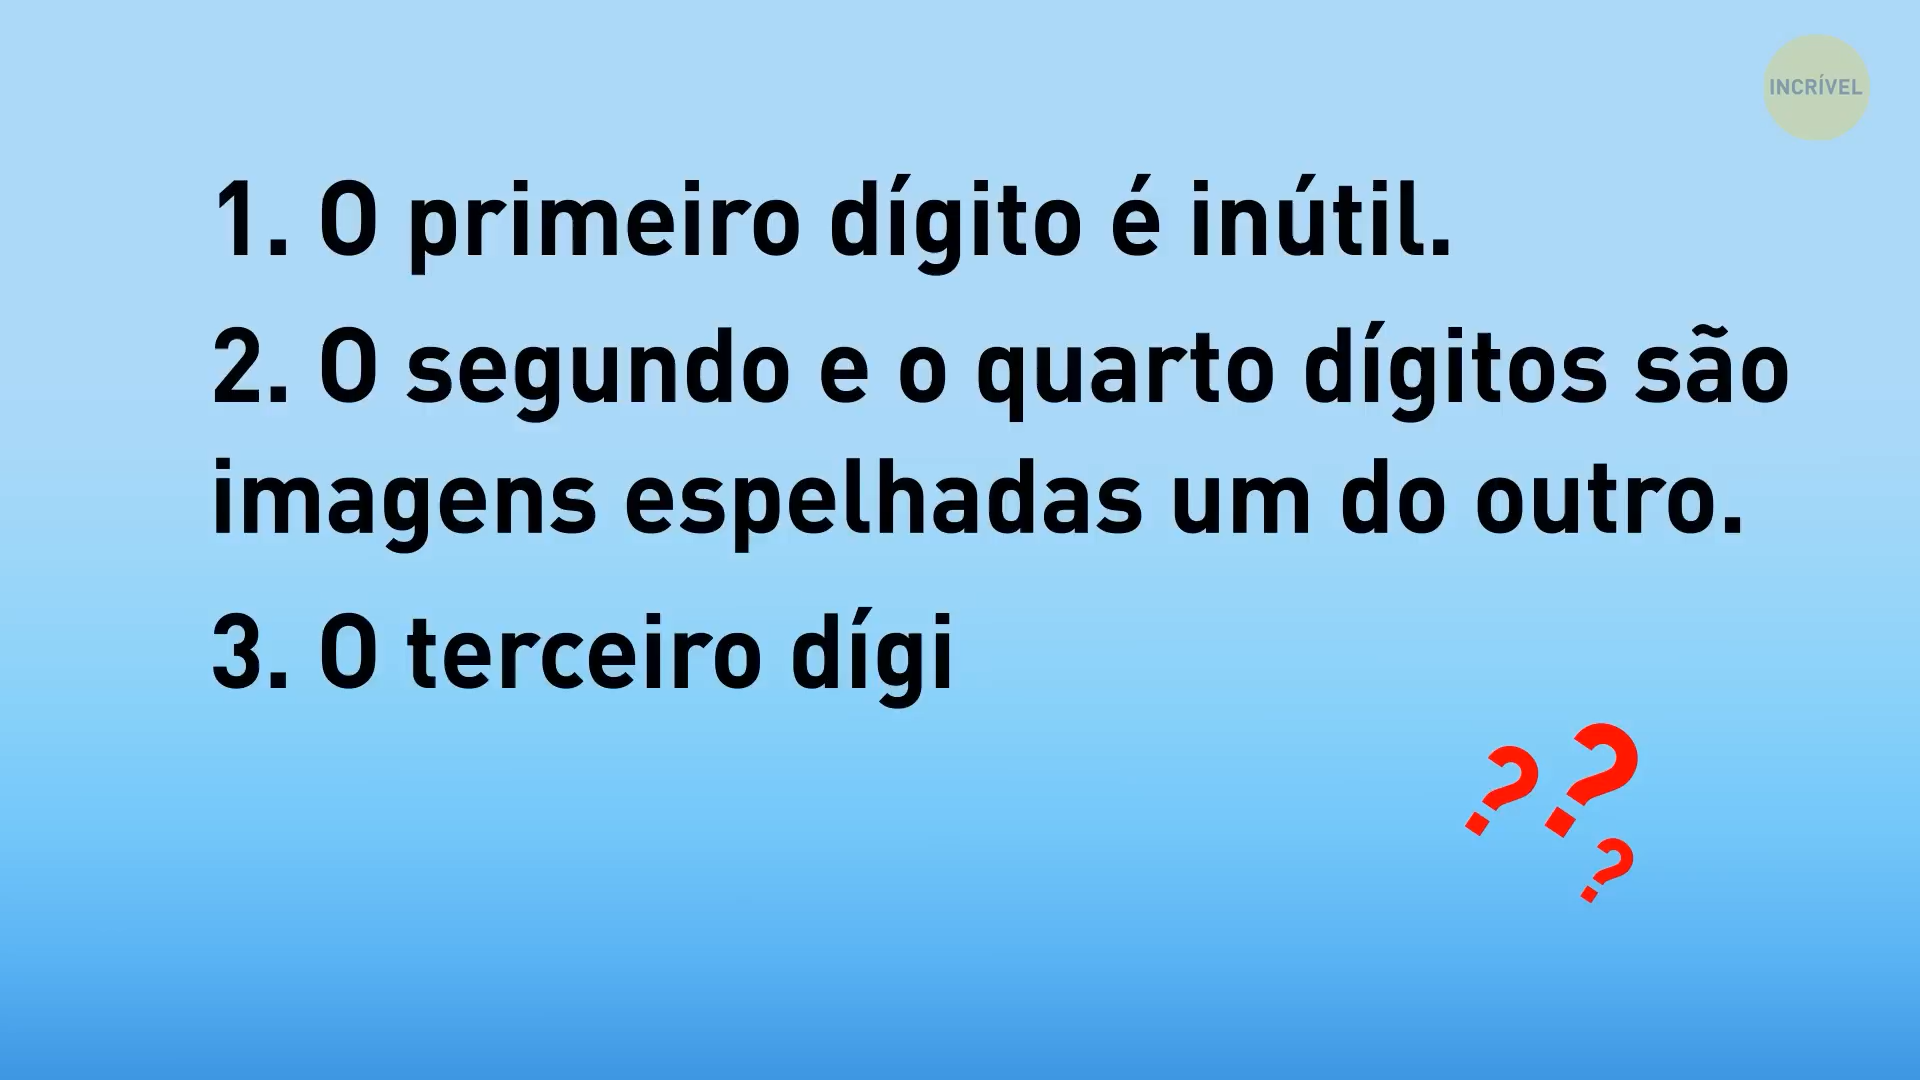 INCRÍVEL
1. O primeiro dígito é inútil.
2. O segundo e o quarto dígitos são
imagens espelhadas um do outro.
3. O terceiro dígi
? ?
?